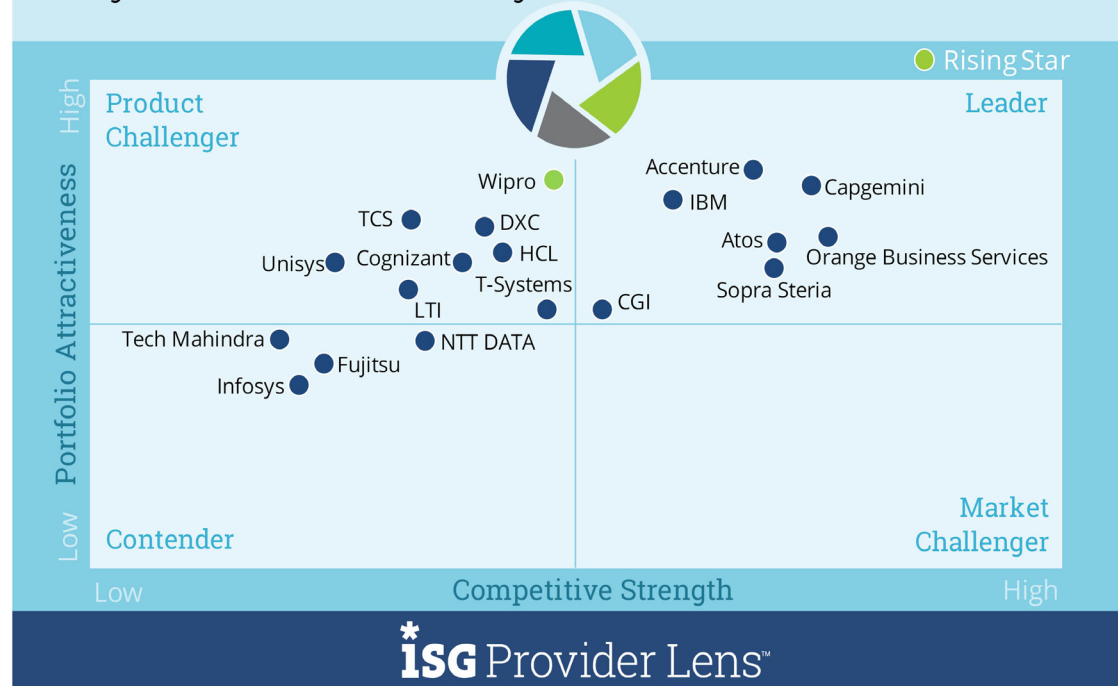 Rising Star
High
Product
Challenger
Leader
Accenture
Wipro
Capgemini
IBM
TCS
DXC
Atos
HCL
Orange Business Services
Unisys
Cognizant
T-Systems
Sopra Steria
LTI
CGI
Tech Mahindra
NTT DATA
Fujitsu
Infosys
Portfolio Attractiveness
Market
Challenger
Contender
Low
Low
Competitive Strength
High
ISG Provider Lens™